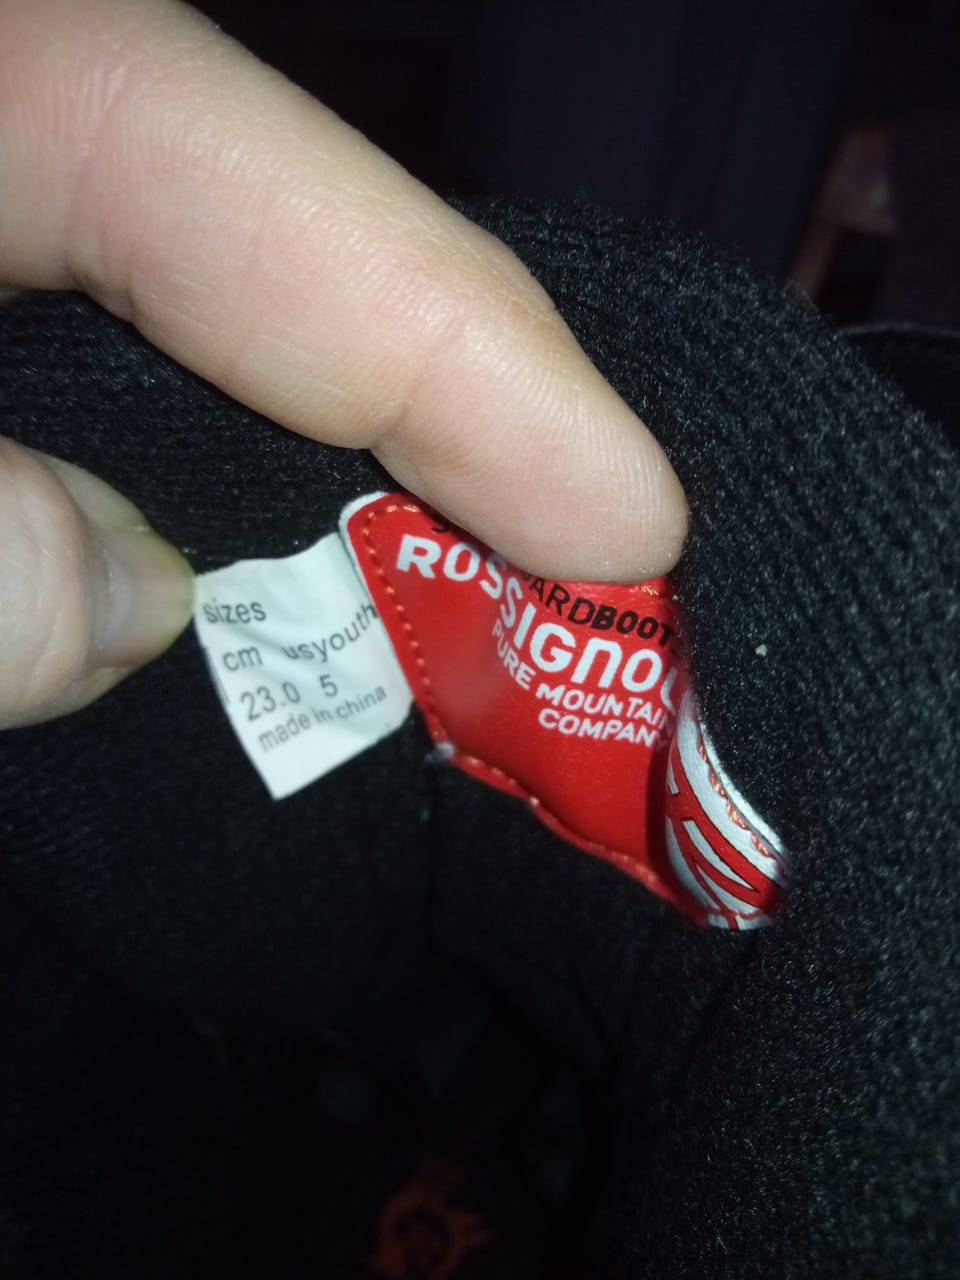 sizes
cm usyouth
23.0 5
made in china
ROSSIGNOL
PURE MOUNTAIN
COMPANY